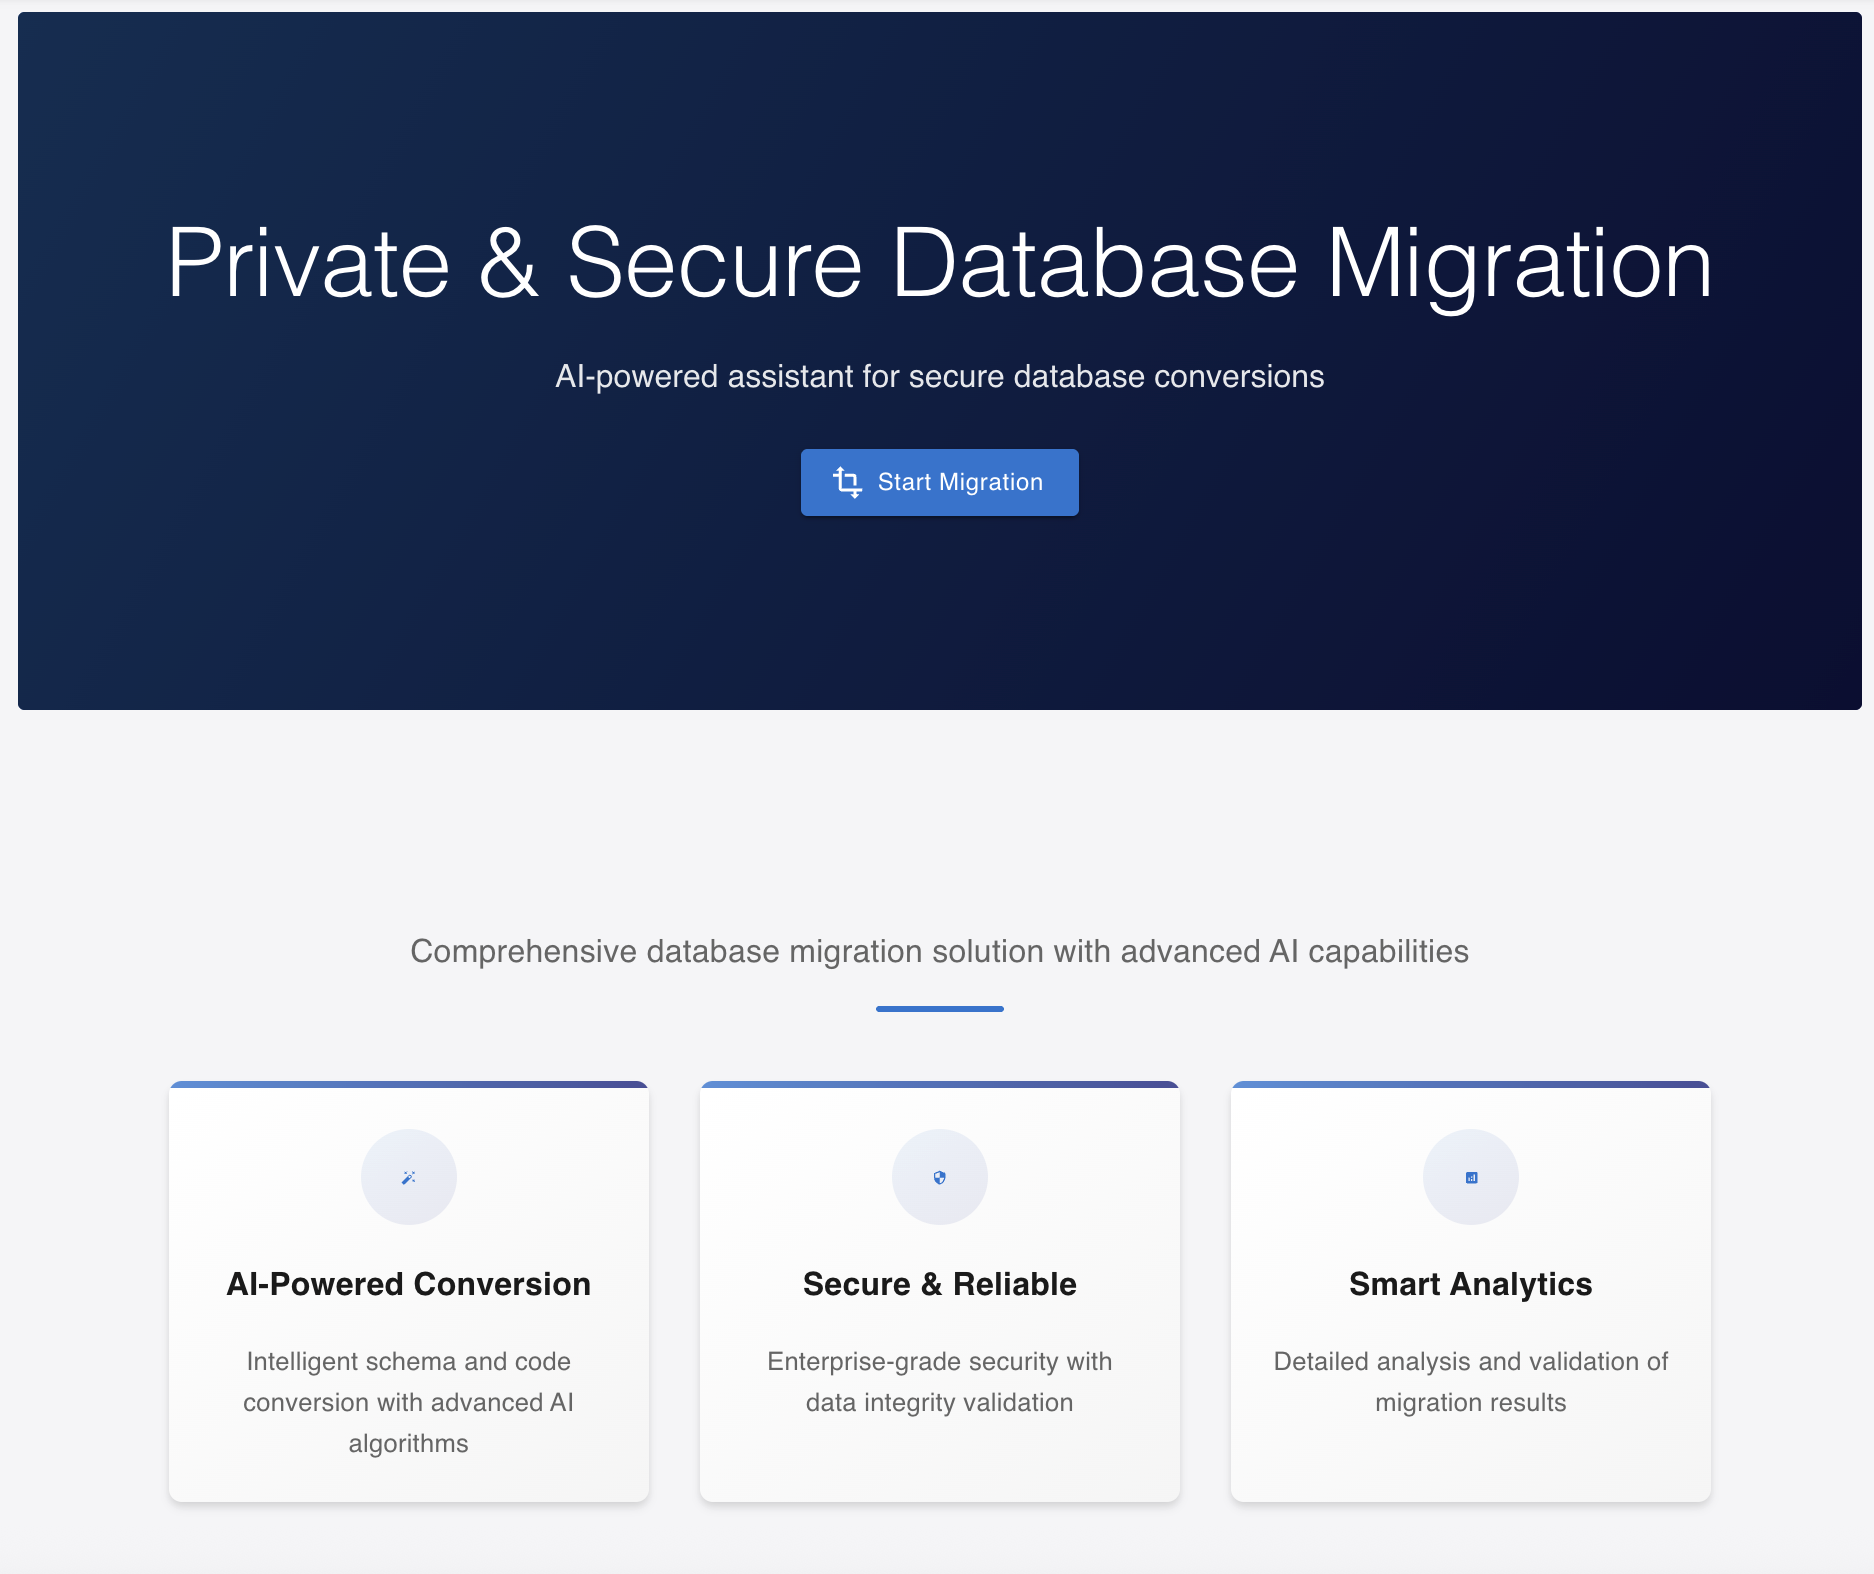 Private & Secure Database Migration
AI-powered assistant for secure database conversions
Start Migration
Comprehensive database migration solution with advanced AI capabilities
AI-Powered Conversion
Intelligent schema and code
conversion with advanced AI
algorithms
Secure & Reliable
Enterprise-grade security with
data integrity validation
Smart Analytics
Detailed analysis and validation of
migration results